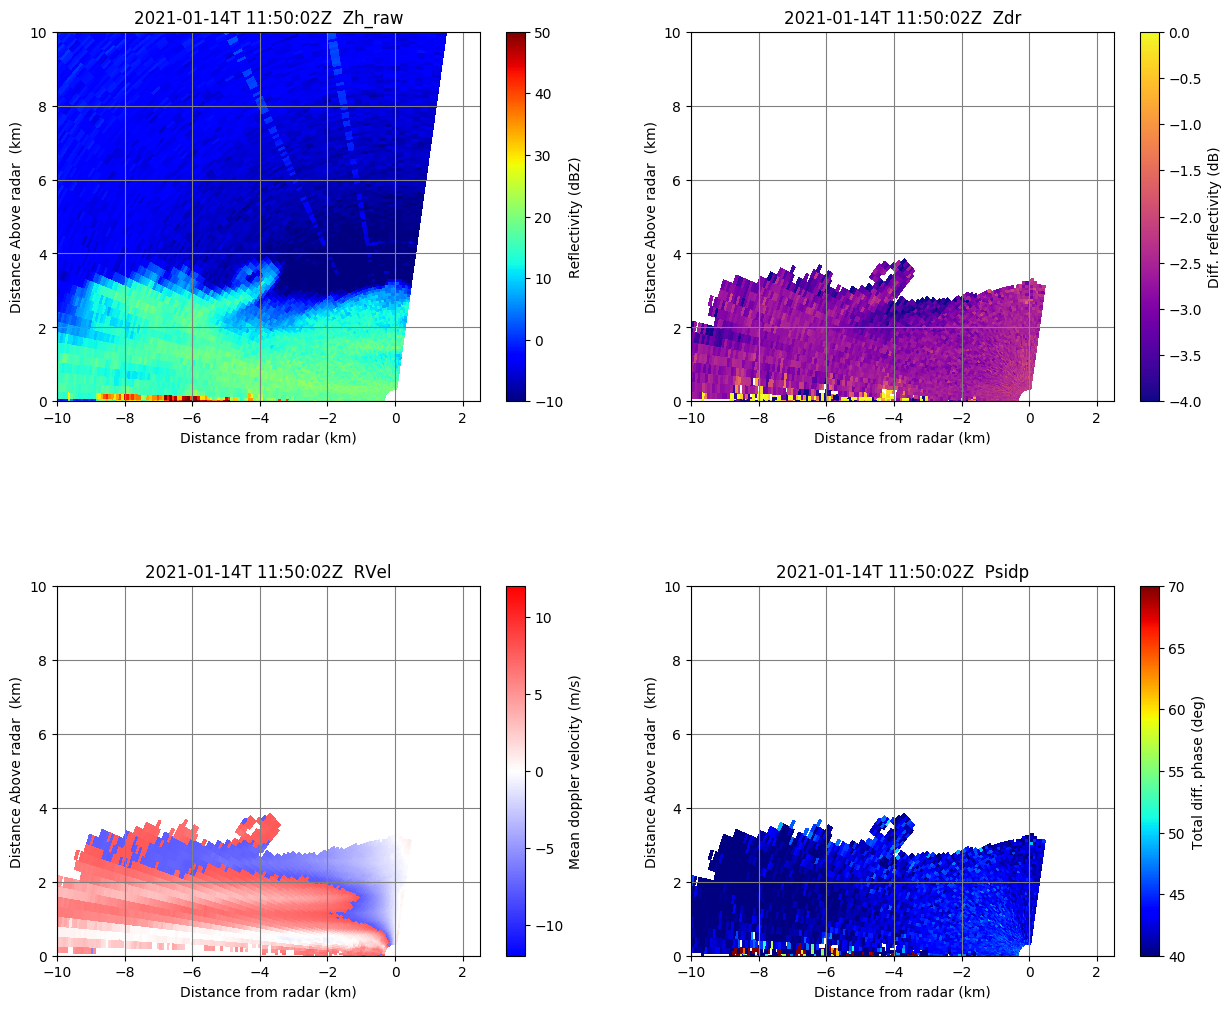 2021-01-14T 11:50:02Z  Zh_raw
10
8
6
4
2
0
Distance Above radar  (km)
−10 −8 −6 −4 −2 0 2
Distance from radar (km)
50
40
30
20
10
0
−10
Reflectivity (dBZ)
2021-01-14T 11:50:02Z  Zdr
10
8
6
4
2
0
Distance Above radar  (km)
−10 −8 −6 −4 −2 0 2
Distance from radar (km)
0.0
−0.5
−1.0
−1.5
−2.0
−2.5
−3.0
−3.5
−4.0
Diff. reflectivity (dB)
2021-01-14T 11:50:02Z  RVel
10
8
6
4
2
0
Distance Above radar  (km)
−10 −8 −6 −4 −2 0 2
Distance from radar (km)
10
5
0
−5
−10
Mean doppler velocity (m/s)
2021-01-14T 11:50:02Z  Psidp
10
8
6
4
2
0
Distance Above radar  (km)
−10 −8 −6 −4 −2 0 2
Distance from radar (km)
70
65
60
55
50
45
40
Total diff. phase (deg)